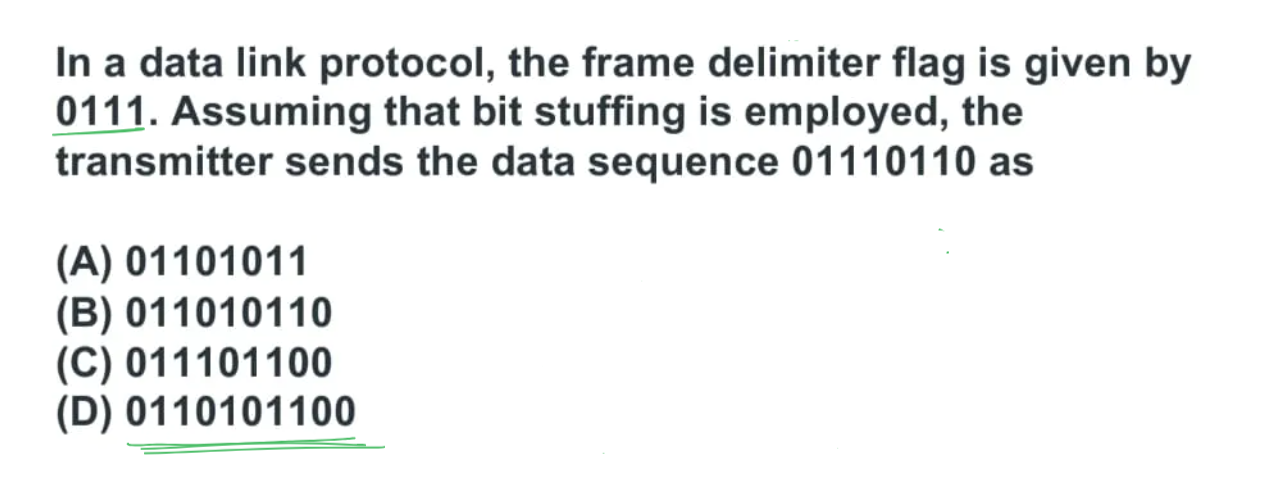 In a data link protocol, the frame delimiter flag is given by
0111. Assuming that bit stuffing is employed, the
transmitter sends the data sequence 01110110 as
(A) 01101011
(B) 011010110
(C) 011101100
(D) 0110101100